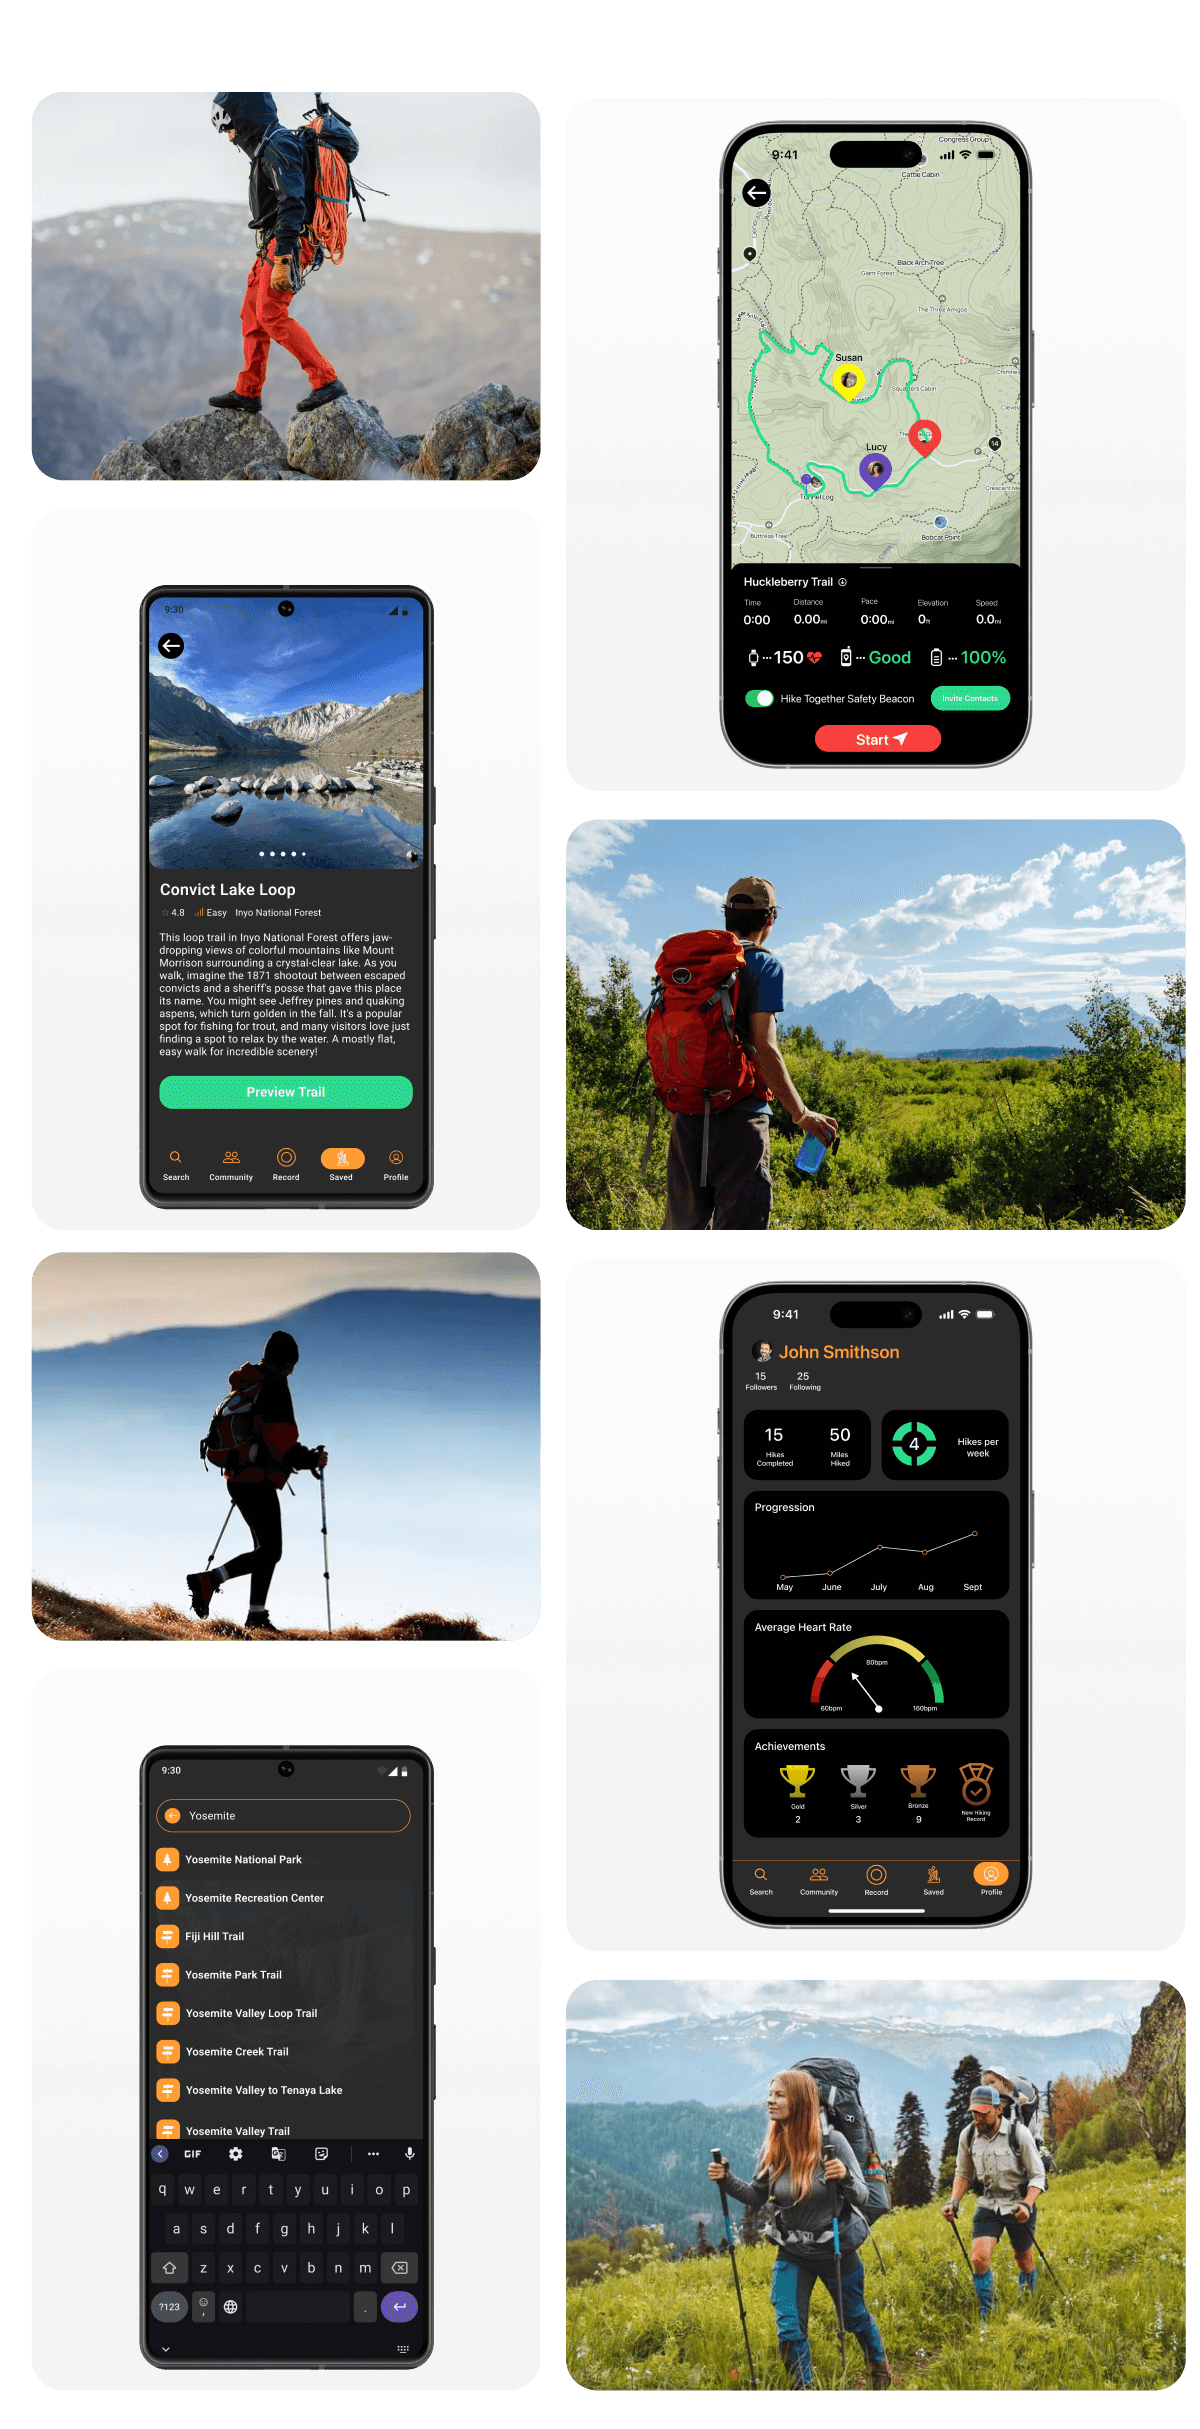 9:41
Congress Group
Cattle Cabin
Black Arch Tree
Giant Forest
The Three Amigos
Susan
Squatters Cabin
Lucy
14
Tunnel Log
Crescent Me
Buttress Tree
Bobcat Point
Huckleberry Trail
Time Distance Pace Elevation Speed
0:00 0.00mi 0:00mi 0ft 0.0mi
150 Good 100%
Hike Together Safety Beacon Invite Contacts
Start
9:30
Convict Lake Loop
4.8 Easy Inyo National Forest
This loop trail in Inyo National Forest offers jaw-
dropping views of colorful mountains like Mount
Morrison surrounding a crystal-clear lake. As you
walk, imagine the 1871 shootout between escaped
convicts and a sheriff's posse that gave this place
its name. You might see Jeffrey pines and quaking
aspens, which turn golden in the fall. It's a popular
spot for fishing for trout, and many visitors love just
finding a spot to relax by the water. A mostly flat,
easy walk for incredible scenery!
Preview Trail
Search Community Record Saved Profile
9:41
John Smithson
15 25
Followers Following
15 50
Hikes Miles
Completed Hiked
4
Hikes per
week
Progression
May June July Aug Sept
Average Heart Rate
80bpm
60bpm 160bpm
Achievements
Gold Silver Bronze New Hiking
Record
2 3 9
Search Community Record Saved Profile
9:30
Yosemite
Yosemite National Park
Yosemite Recreation Center
Fiji Hill Trail
Yosemite Park Trail
Yosemite Valley Loop Trail
Yosemite Creek Trail
Yosemite Valley to Tenaya Lake
Yosemite Valley Trail
GIF
q w e r t y u i o p
a s d f g h j k l
z x c v b n m
?123 , .